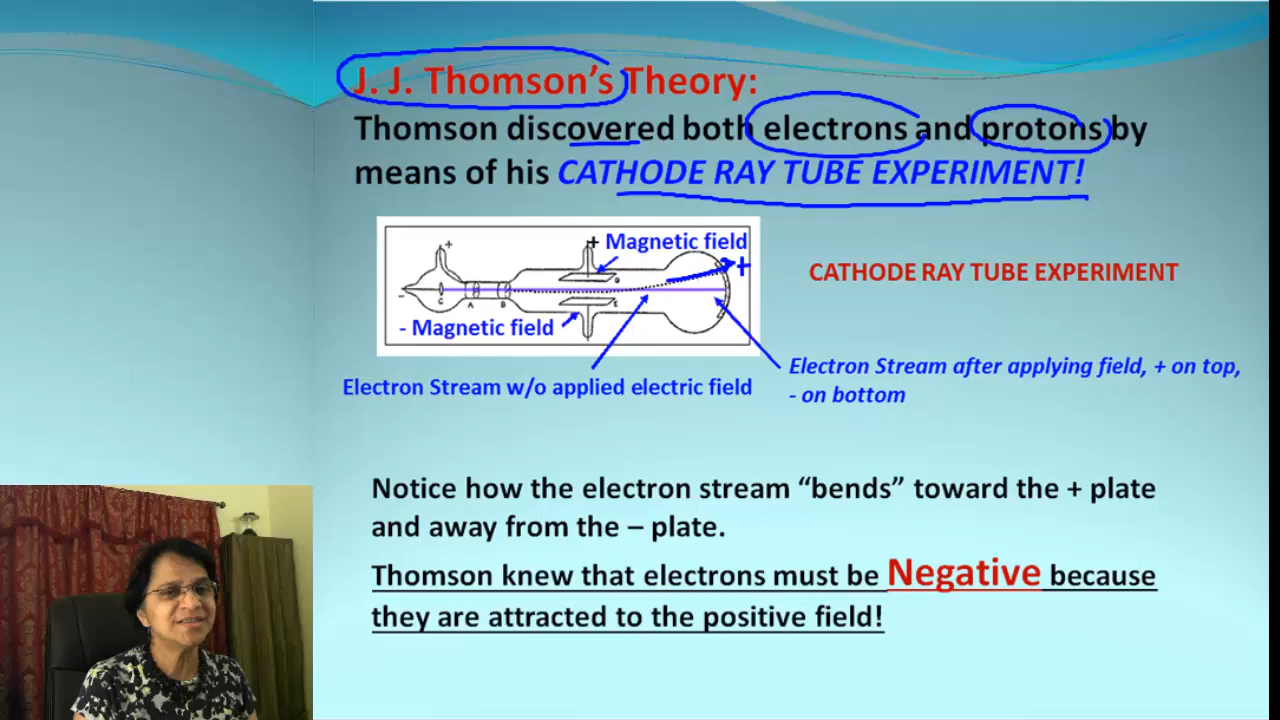 J. J. Thomson's Theory:
Thomson discovered both electrons and protons by
means of his CATHODE RAY TUBE EXPERIMENT!
+ Magnetic field
+
+
- Magnetic field
-
C
A
B
Electron Stream w/o applied electric field
CATHODE RAY TUBE EXPERIMENT
Electron Stream after applying field, + on top,
- on bottom
Notice how the electron stream “bends” toward the + plate
and away from the – plate.
Thomson knew that electrons must be Negative because
they are attracted to the positive field!